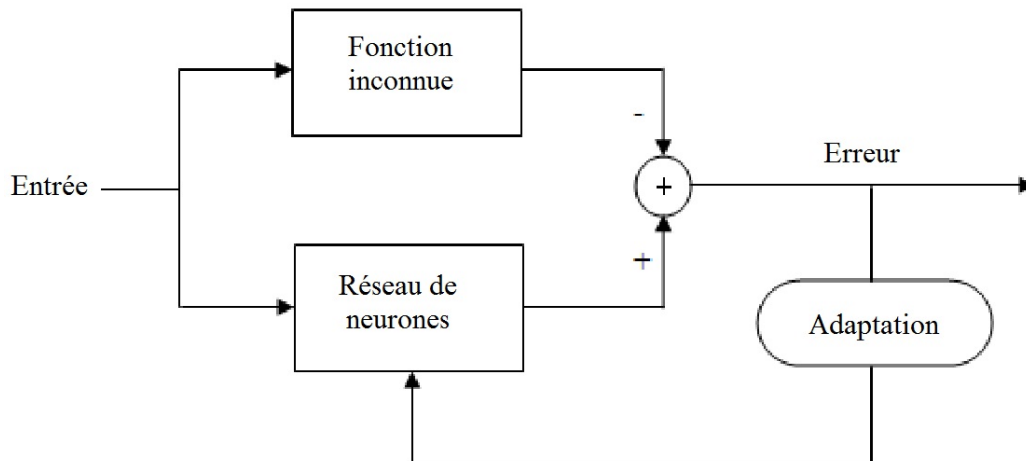 Fonction
inconnue
-
Erreur
Entrée
+
+
Réseau de
neurones
Adaptation